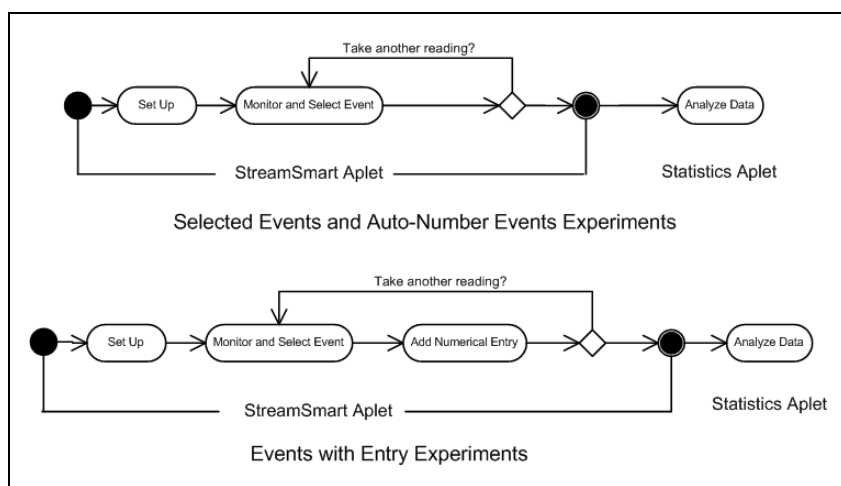 Take another reading?
Set Up
Monitor and Select Event
Analyze Data
StreamSmart Aplet
Statistics Aplet
Selected Events and Auto-Number Events Experiments
Take another reading?
Set Up
Monitor and Select Event
Add Numerical Entry
Analyze Data
StreamSmart Aplet
Statistics Aplet
Events with Entry Experiments